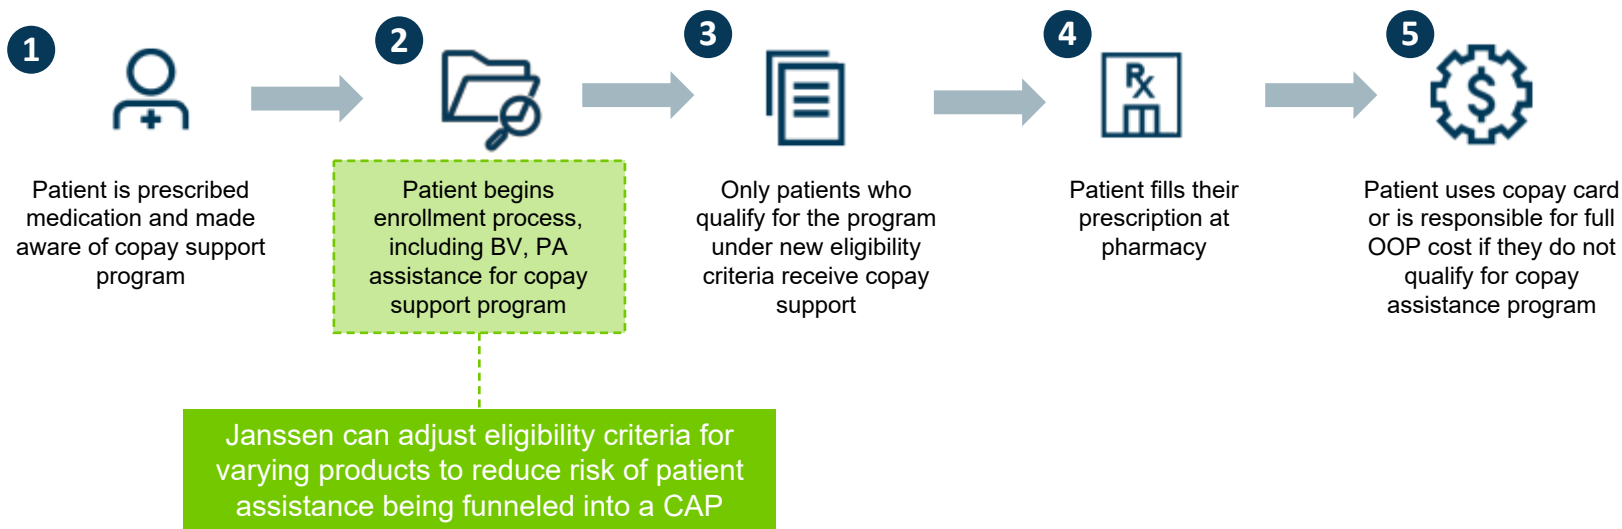 1
Patient is prescribed
medication and made
aware of copay support
program
2
Patient begins
enrollment process,
including BV, PA
assistance for copay
support program
3
Only patients who
qualify for the program
under new eligibility
criteria receive copay
support
4
Rx
Patient fills their
prescription at
pharmacy
5
$
Patient uses copay card
or is responsible for full
OOP cost if they do not
qualify for copay
assistance program
Janssen can adjust eligibility criteria for
varying products to reduce risk of patient
assistance being funneled into a CAP